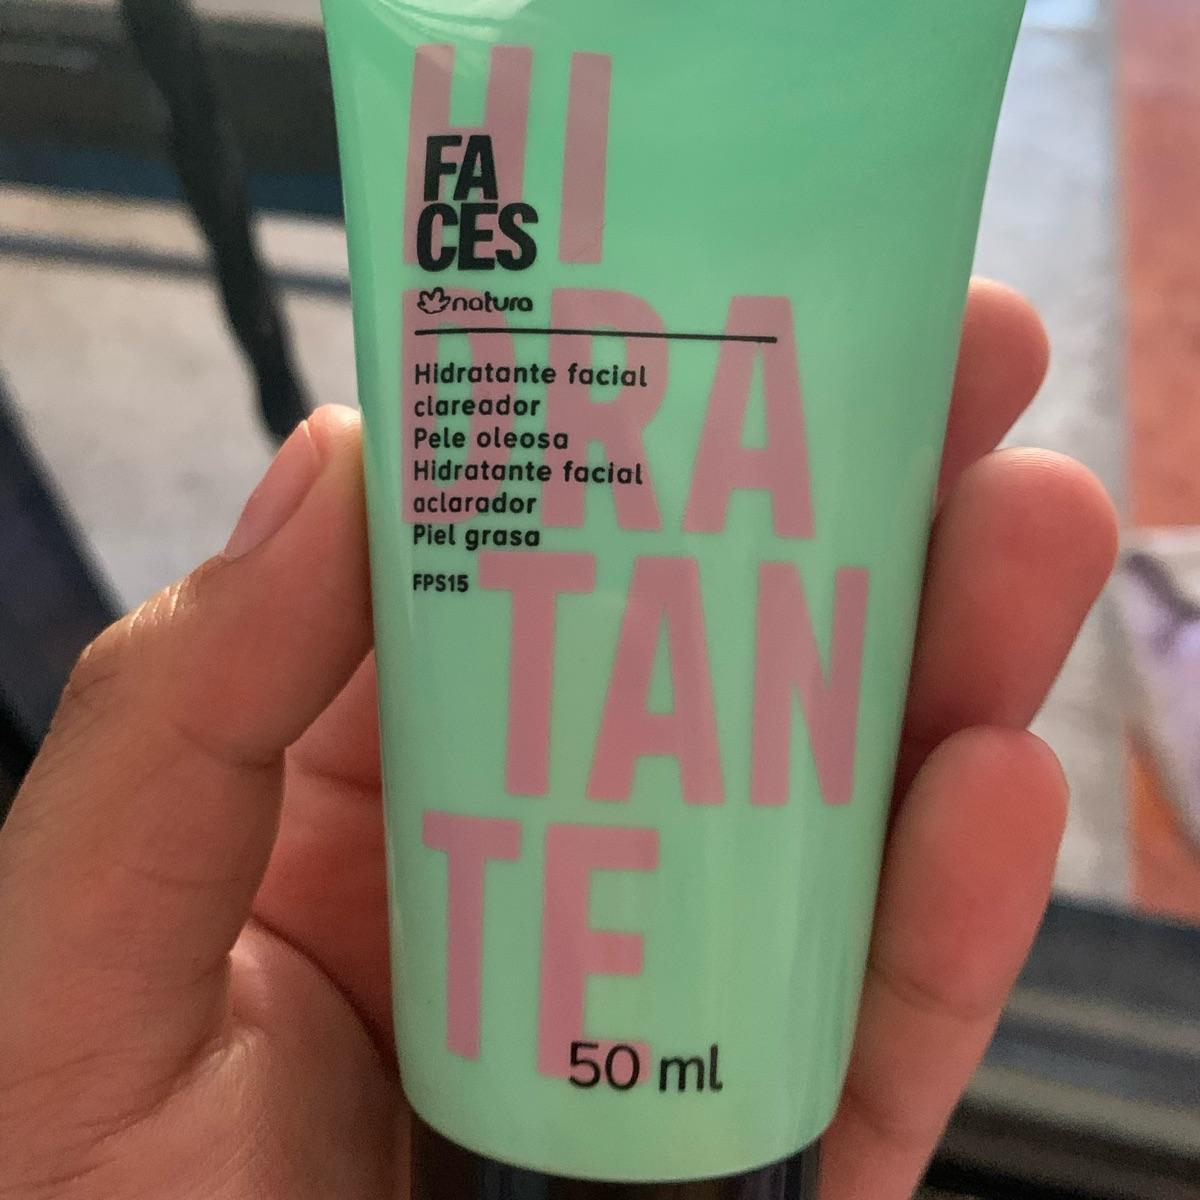 HI
FA
CES
natura
DRA
Hidratante facial
clareador
Pele oleosa
Hidratante facial
aclarador
Piel grasa
FPS15
TAN
TE
50 ml